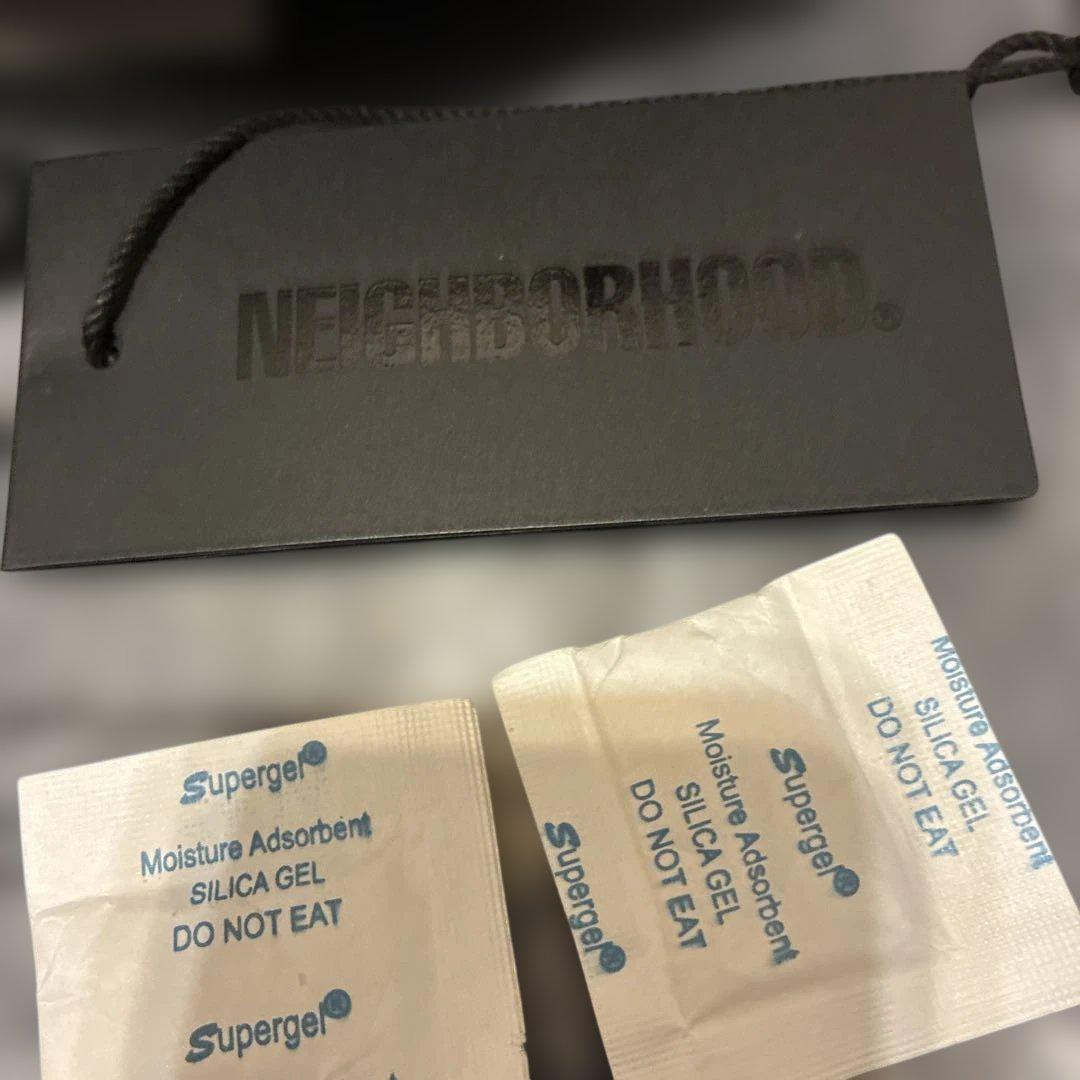 NEIGHBORHOOD.®
Supergel®
Moisture Adsorbent
SILICA GEL
DO NOT EAT
Supergel®
Supergel®
Moisture Adsorbent
SILICA GEL
DO NOT EAT
Supergel®
Moisture Adsorbent
SILICA GEL
DO NOT EAT